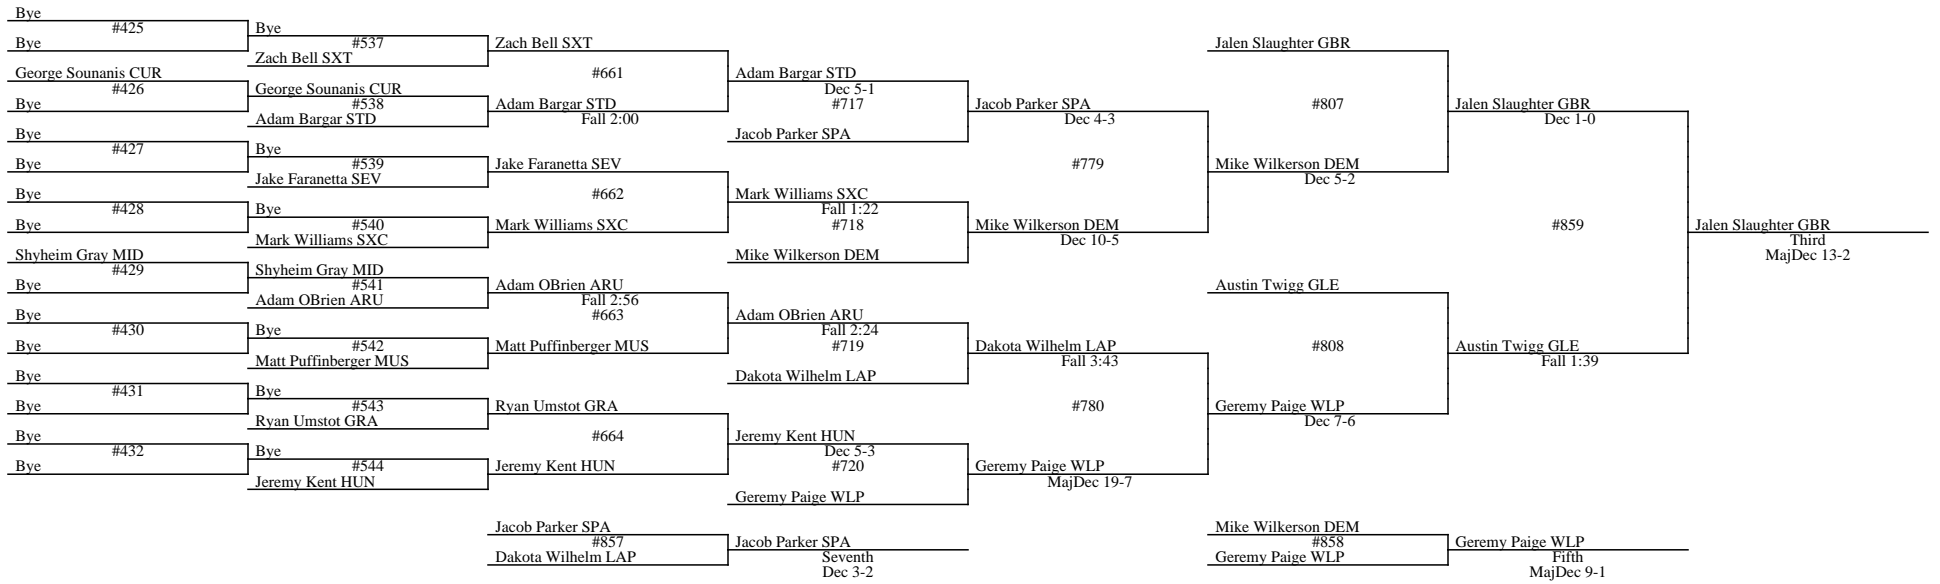 Bye
#425
Bye
George Sounanis CUR
#426
Bye
Bye
#427
Bye
Bye
#428
Bye
Shyheim Gray MID
#429
Bye
Bye
#430
Bye
Bye
#431
Bye
Bye
#432
Bye
Bye
#537
Zach Bell SXT
George Sounanis CUR
#538
Adam Bargar STD
Bye
#539
Jake Faranetta SEV
Bye
#540
Mark Williams SXC
Shyheim Gray MID
#541
Adam OBrien ARU
Bye
#542
Matt Puffinberger MUS
Bye
#543
Ryan Umstot GRA
Bye
#544
Jeremy Kent HUN
Zach Bell SXT
#661
Adam Bargar STD
Fall 2:00
Jake Faranetta SEV
#662
Mark Williams SXC
Adam OBrien ARU
Fall 2:56
#663
Matt Puffinberger MUS
Ryan Umstot GRA
#664
Jeremy Kent HUN
Adam Bargar STD
Dec 5-1
#717
Jacob Parker SPA
Mark Williams SXC
Fall 1:22
#718
Mike Wilkerson DEM
Adam OBrien ARU
Fall 2:24
#719
Dakota Wilhelm LAP
Jeremy Kent HUN
Dec 5-3
#720
Geremy Paige WLP
Jacob Parker SPA
Dec 4-3
#779
Mike Wilkerson DEM
Dec 10-5
Dakota Wilhelm LAP
Fall 3:43
#780
Geremy Paige WLP
MajDec 19-7
Jalen Slaughter GBR
#807
Mike Wilkerson DEM
Dec 5-2
Austin Twigg GLE
#808
Geremy Paige WLP
Dec 7-6
Jalen Slaughter GBR
Dec 1-0
#859
Austin Twigg GLE
Fall 1:39
Jalen Slaughter GBR
Third
MajDec 13-2
Jacob Parker SPA
#857
Dakota Wilhelm LAP
Jacob Parker SPA
Seventh
Dec 3-2
Mike Wilkerson DEM
#858
Geremy Paige WLP
Geremy Paige WLP
Fifth
MajDec 9-1